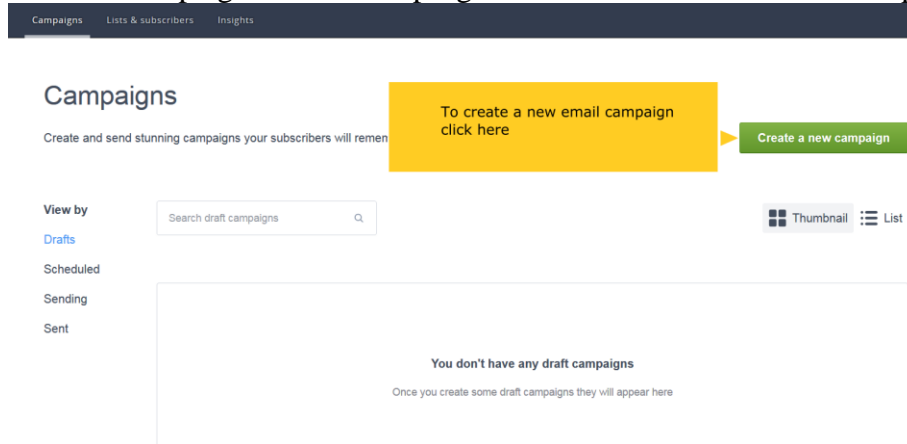 Campaigns Lists & subscribers Insights
Campaigns
Create and send stunning campaigns your subscribers will remem
To create a new email campaign
click here
Create a new campaign
View by
Search draft campaigns
Thumbnail List
Drafts
Scheduled
Sending
Sent
You don't have any draft campaigns
Once you create some draft campaigns they will appear here